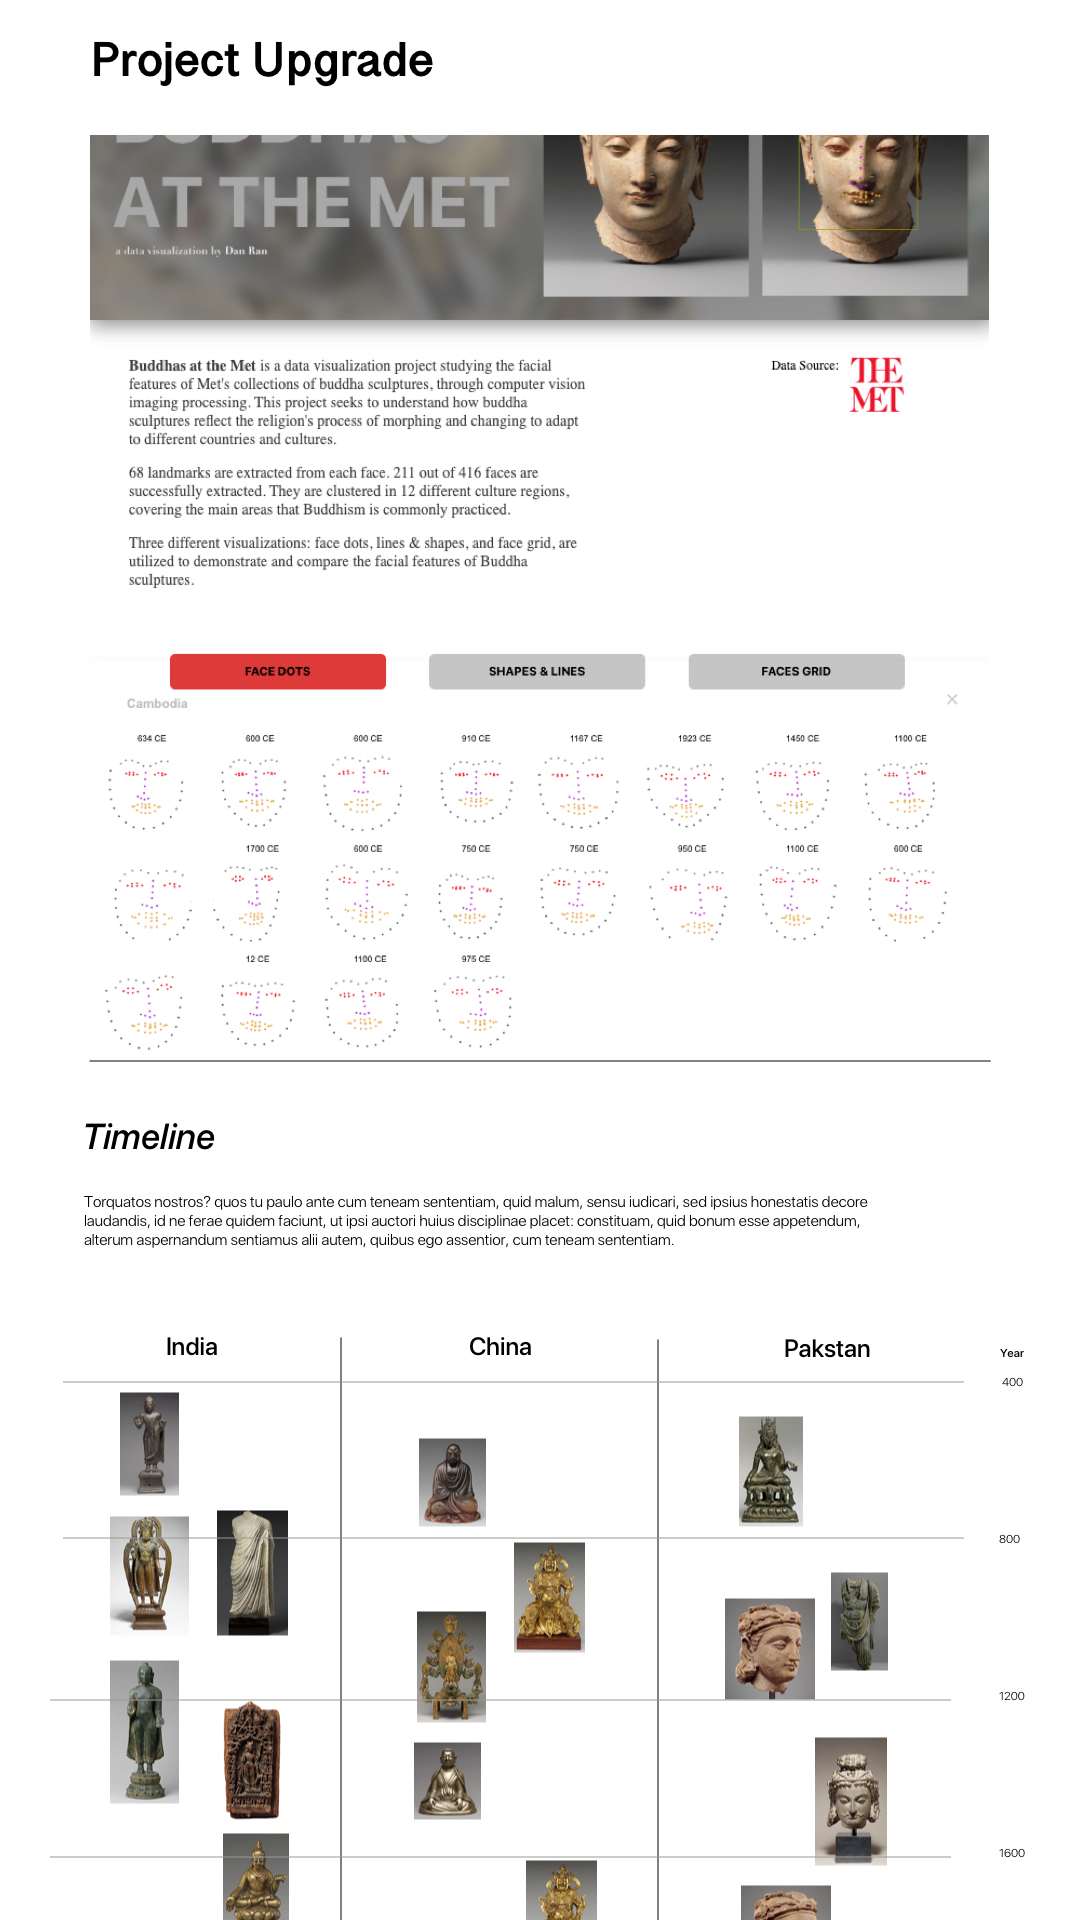 Project Upgrade
BUDDHAS
AT THE MET
a data visualization by Dan Ran
Buddhas at the Met is a data visualization project studying the facial
features of Met's collections of buddha sculptures, through computer vision
imaging processing. This project seeks to understand how buddha
sculptures reflect the religion's process of morphing and changing to adapt
to different countries and cultures.
Data Source:
THE
MET
68 landmarks are extracted from each face. 211 out of 416 faces are
successfully extracted. They are clustered in 12 different culture regions,
covering the main areas that Buddhism is commonly practiced.
Three different visualizations: face dots, lines & shapes, and face grid, are
utilized to demonstrate and compare the facial features of Buddha
sculptures.
FACE DOTS SHAPES & LINES FACES GRID
Cambodia ×
634 CE 600 CE 600 CE 910 CE 1167 CE 1923 CE 1450 CE 1100 CE
1700 CE 600 CE 750 CE 750 CE 950 CE 1100 CE 600 CE
12 CE 1100 CE 975 CE
Timeline
Torquatos nostros? quos tu paulo ante cum teneam sententiam, quid malum, sensu iudicari, sed ipsius honestatis decore
laudandis, id ne ferae quidem faciunt, ut ipsi auctori huius disciplinae placet: constituam, quid bonum esse appetendum,
alterum aspernandum sentiamus alii autem, quibus ego assentior, cum teneam sententiam.
India China Pakstan Year
400
800
1200
1600